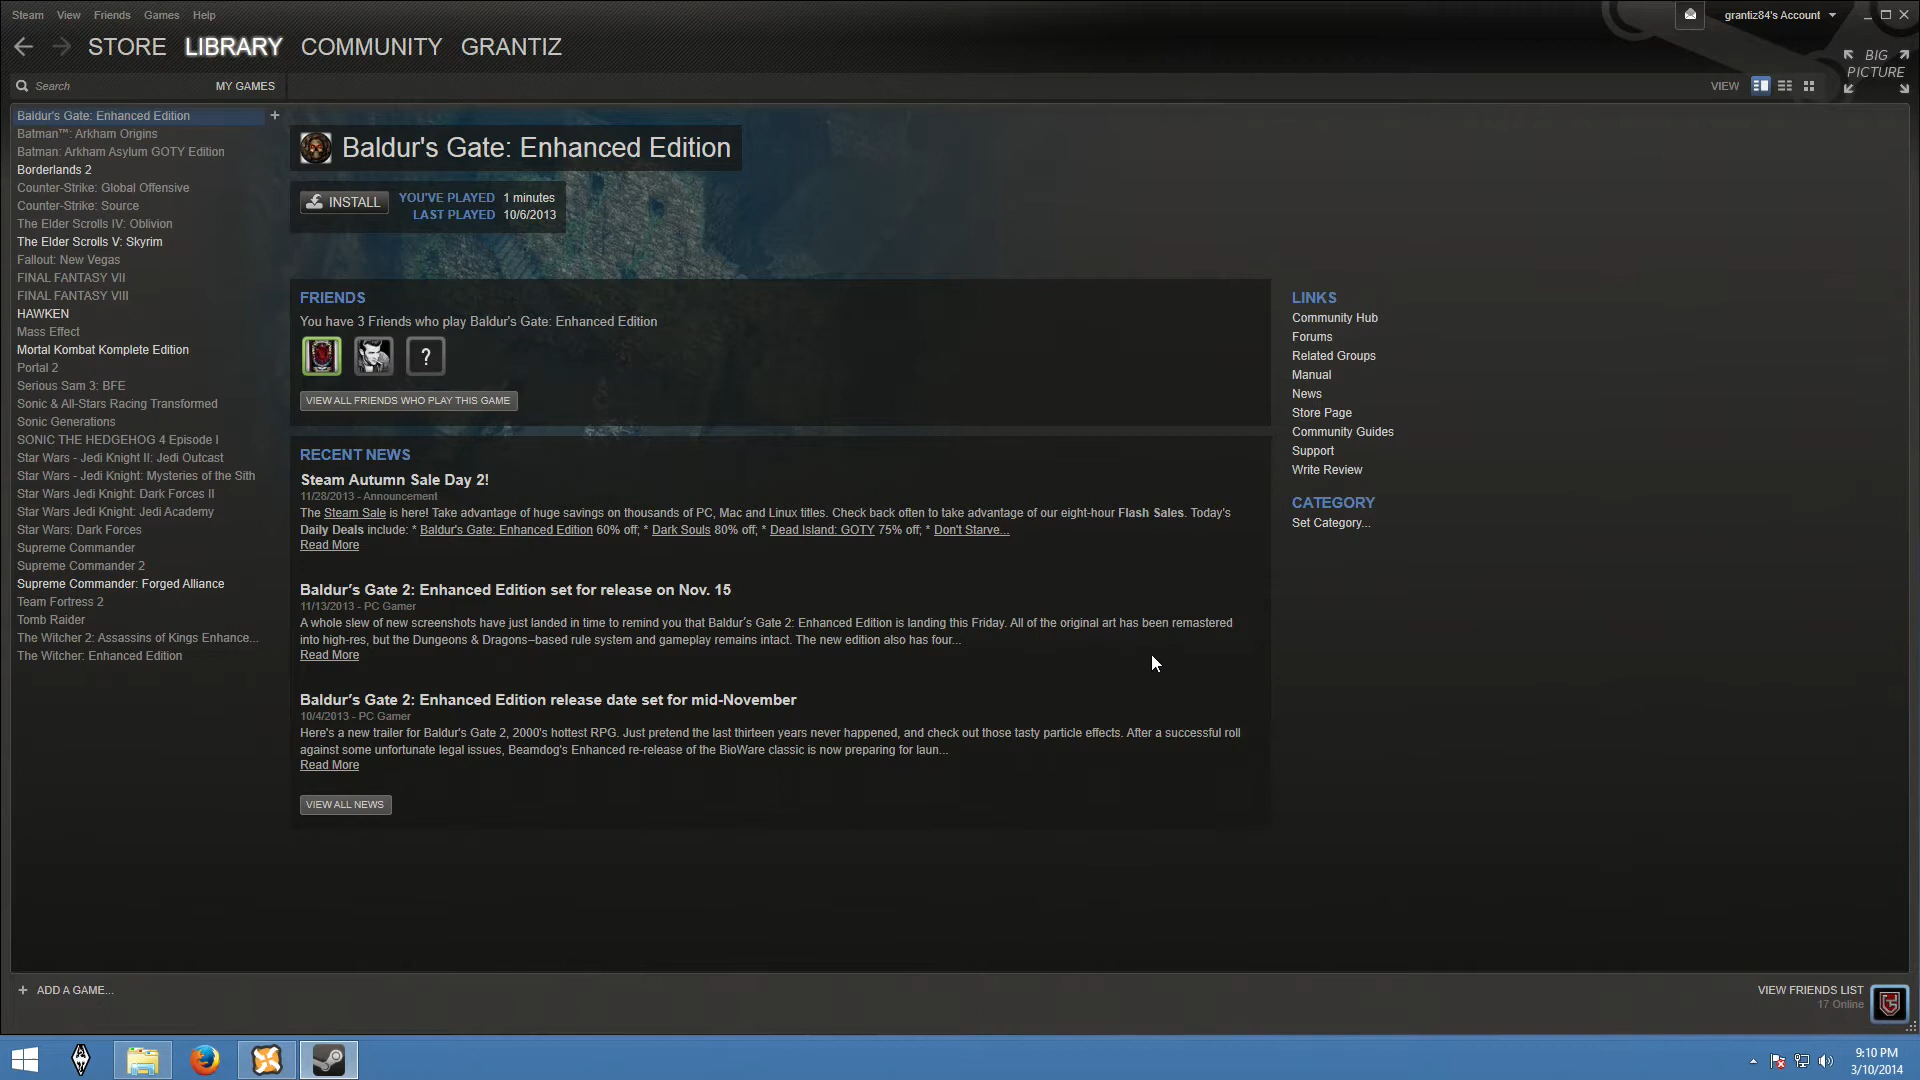 Steam View Friends Games Help
grantiz84's Account
STORE LIBRARY COMMUNITY GRANTIZ
BIG PICTURE
Search
MY GAMES
VIEW
Baldur's Gate: Enhanced Edition
Batman™: Arkham Origins
Batman: Arkham Asylum GOTY Edition
Borderlands 2
Counter-Strike: Global Offensive
Counter-Strike: Source
The Elder Scrolls IV: Oblivion
The Elder Scrolls V: Skyrim
Fallout: New Vegas
FINAL FANTASY VII
FINAL FANTASY VIII
HAWKEN
Mass Effect
Mortal Kombat Komplete Edition
Portal 2
Serious Sam 3: BFE
Sonic & All-Stars Racing Transformed
Sonic Generations
SONIC THE HEDGEHOG 4 Episode I
Star Wars - Jedi Knight II: Jedi Outcast
Star Wars - Jedi Knight: Mysteries of the Sith
Star Wars Jedi Knight: Dark Forces II
Star Wars Jedi Knight: Jedi Academy
Star Wars: Dark Forces
Supreme Commander
Supreme Commander 2
Supreme Commander: Forged Alliance
Team Fortress 2
Tomb Raider
The Witcher 2: Assassins of Kings Enhance...
The Witcher: Enhanced Edition
+
Baldur's Gate: Enhanced Edition
INSTALL
YOU'VE PLAYED 1 minutes
LAST PLAYED 10/6/2013
FRIENDS
You have 3 Friends who play Baldur's Gate: Enhanced Edition
?
VIEW ALL FRIENDS WHO PLAY THIS GAME
RECENT NEWS
Steam Autumn Sale Day 2!
11/28/2013 - Announcement
The Steam Sale is here! Take advantage of huge savings on thousands of PC, Mac and Linux titles. Check back often to take advantage of our eight-hour Flash Sales. Today's
Daily Deals include: * Baldur's Gate: Enhanced Edition 60% off; * Dark Souls 80% off; * Dead Island: GOTY 75% off; * Don't Starve...
Read More
Baldur′s Gate 2: Enhanced Edition set for release on Nov. 15
11/13/2013 - PC Gamer
A whole slew of new screenshots have just landed in time to remind you that Baldur′s Gate 2: Enhanced Edition is landing this Friday. All of the original art has been remastered
into high-res, but the Dungeons & Dragons–based rule system and gameplay remains intact. The new edition also has four...
Read More
Baldur′s Gate 2: Enhanced Edition release date set for mid-November
10/4/2013 - PC Gamer
Here's a new trailer for Baldur's Gate 2, 2000's hottest RPG. Just pretend the last thirteen years never happened, and check out those tasty particle effects. After a successful roll
against some unfortunate legal issues, Beamdog's Enhanced re-release of the BioWare classic is now preparing for laun...
Read More
VIEW ALL NEWS
LINKS
Community Hub
Forums
Related Groups
Manual
News
Store Page
Community Guides
Support
Write Review
CATEGORY
Set Category...
+ ADD A GAME...
VIEW FRIENDS LIST
17 Online
9:10 PM
3/10/2014